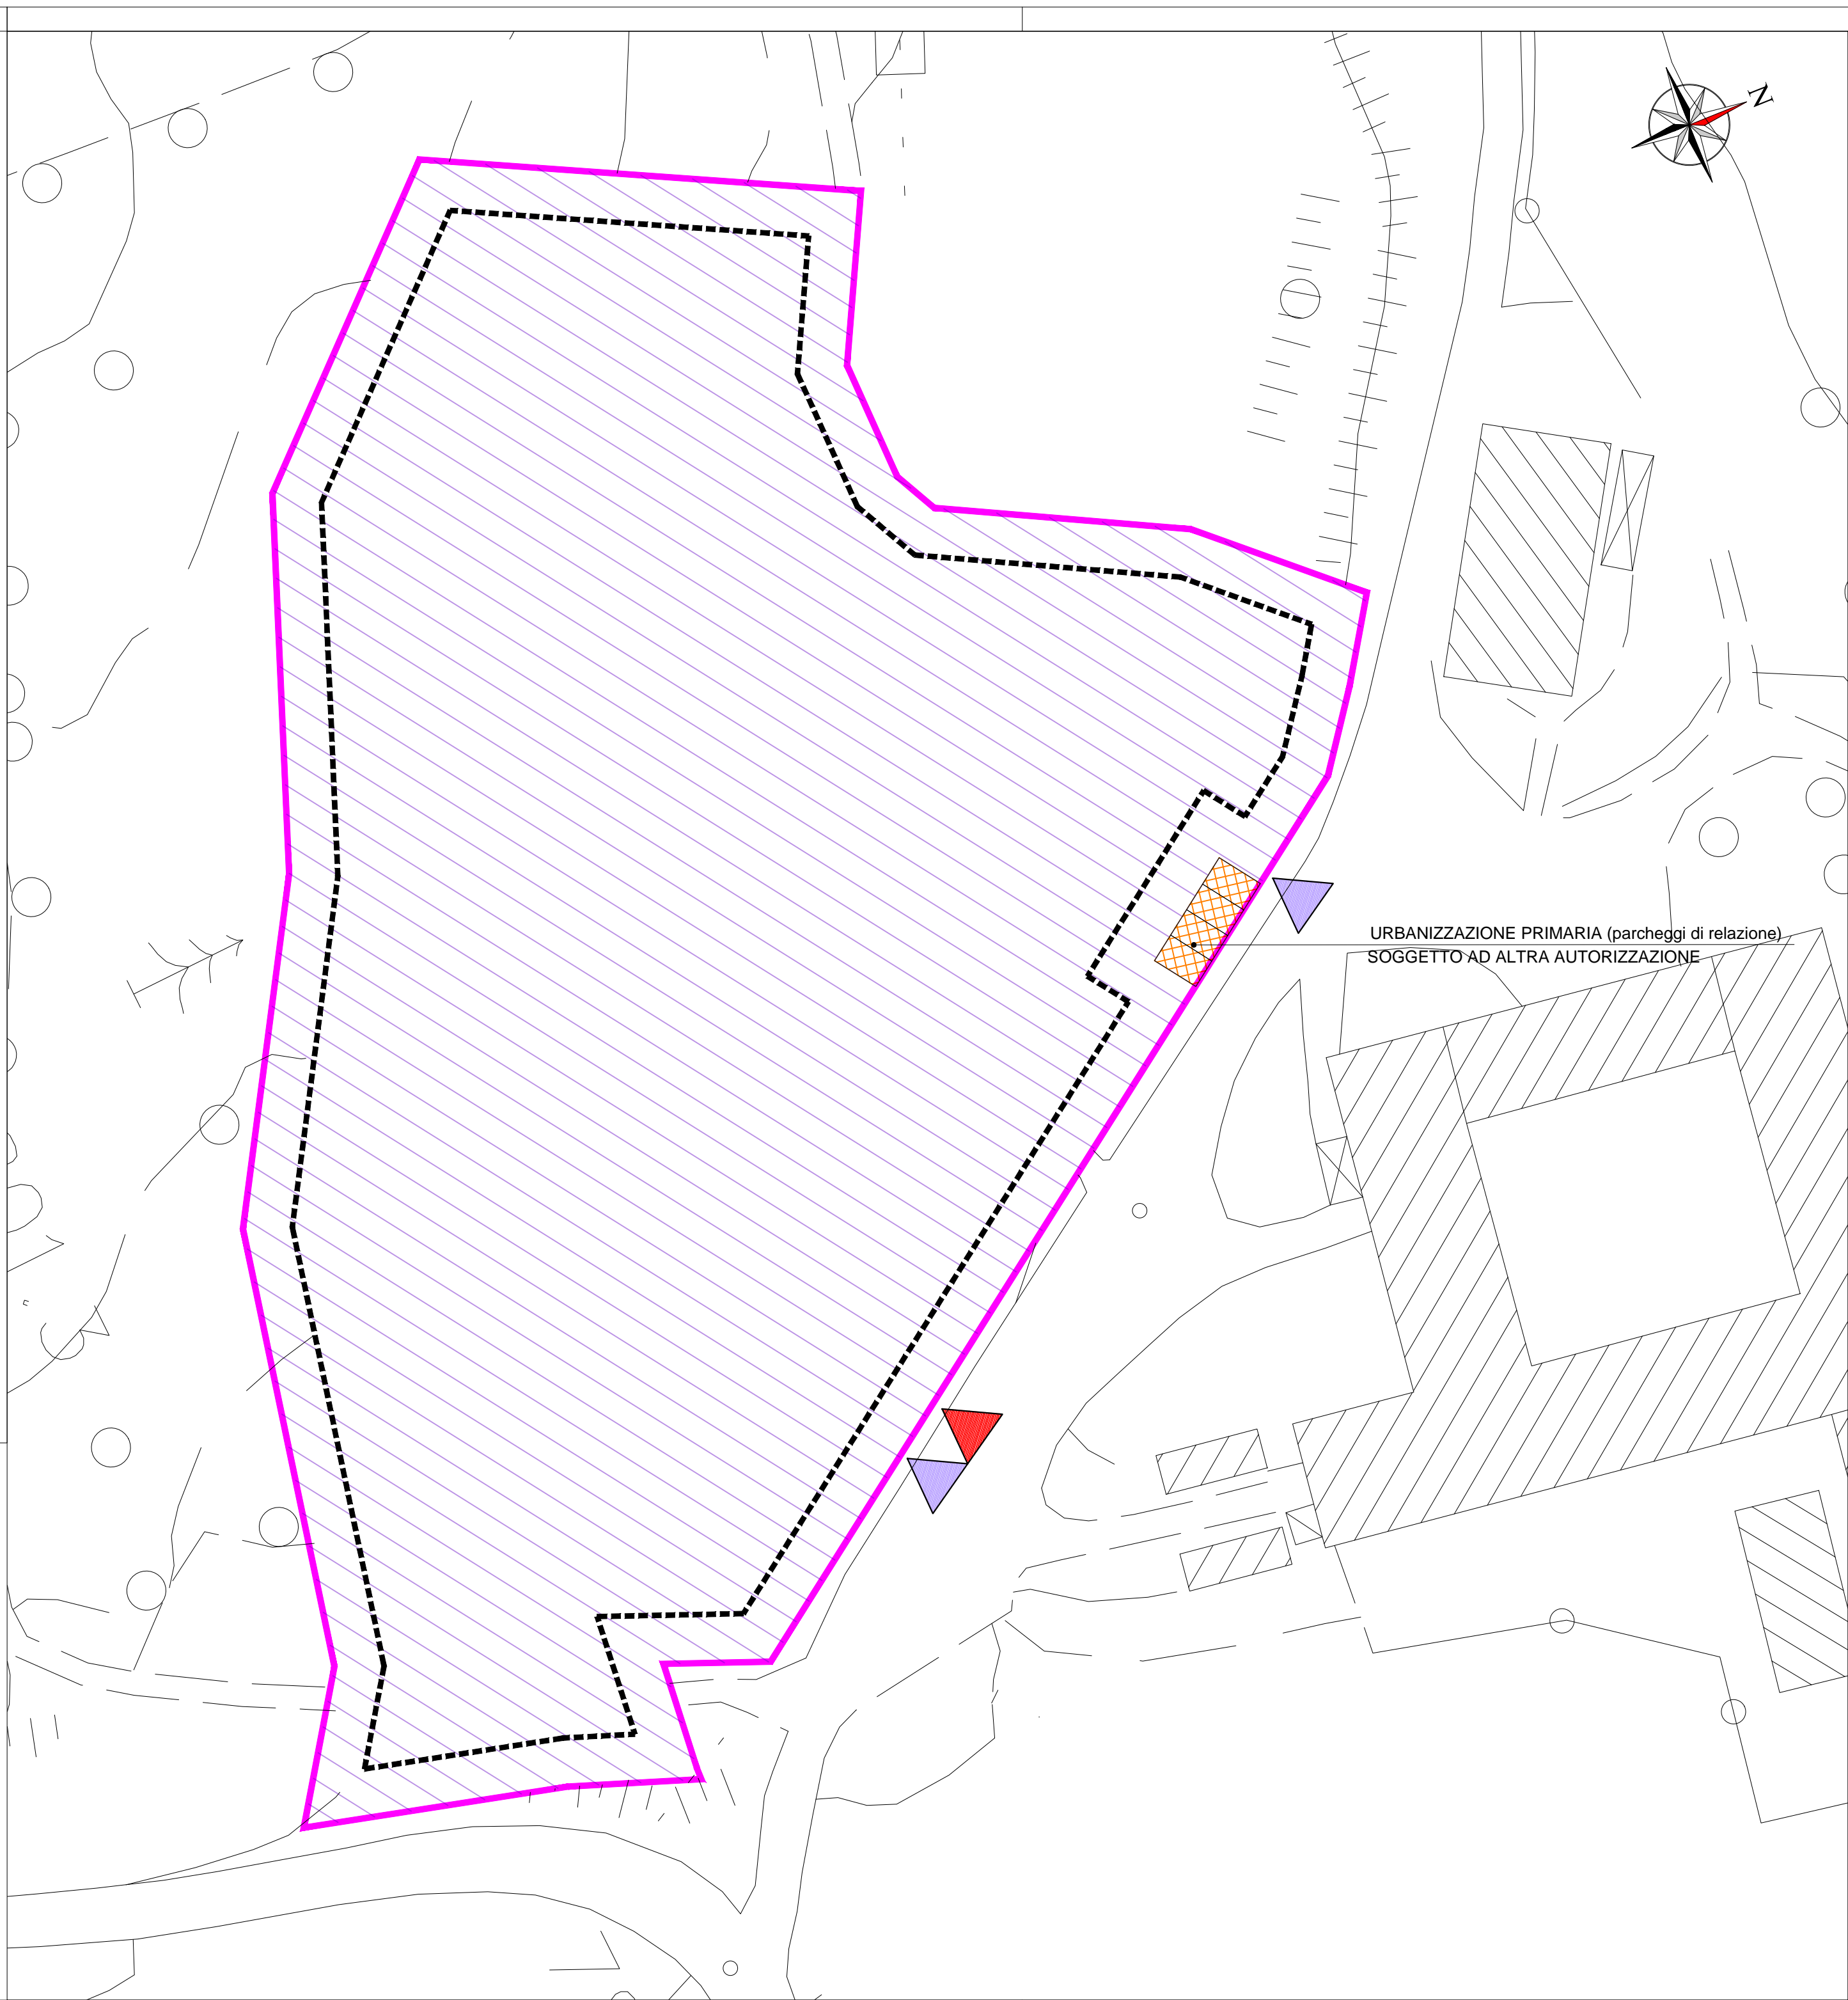 N
URBANIZZAZIONE PRIMARIA (parcheggi di relazione)
SOGGETTO AD ALTRA AUTORIZZAZIONE